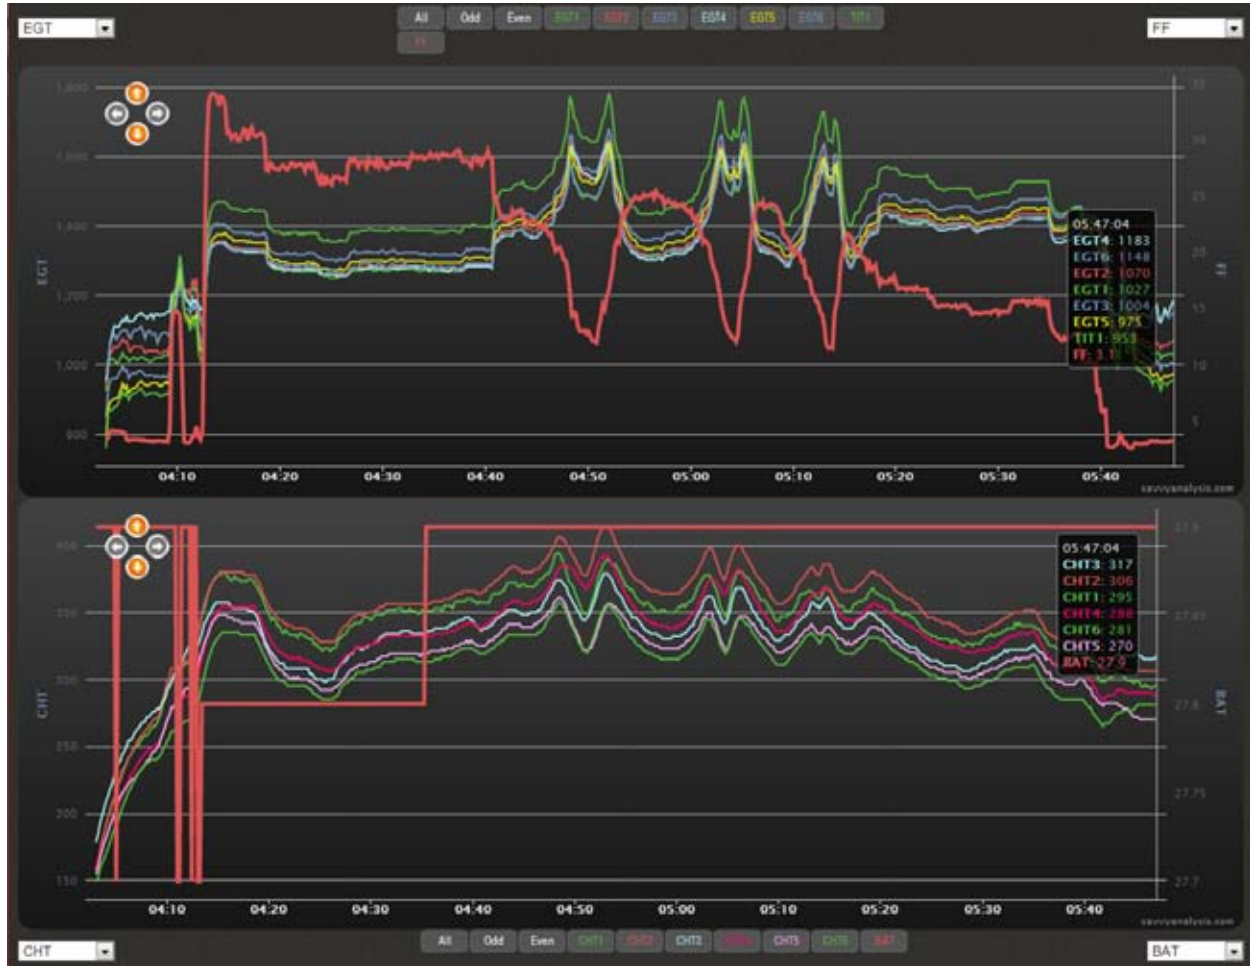 EGT
All Odd Even EGT1 EGT2 EGT3 EGT4 EGT5 EGT6 TIT1
FF
FF
1,800
1,600
1,400
1,200
1,000
800
EGT
30
25
20
15
10
5
FF
05:47:04
EGT4: 1183
EGT6: 1148
EGT2: 1070
EGT1: 1027
EGT3: 1004
EGT5: 975
TIT1: 953
FF: 3.1
04:10 04:20 04:30 04:40 04:50 05:00 05:10 05:20 05:30 05:40
savvyanalysis.com
400
350
300
250
200
150
CHT
27.9
27.85
27.8
27.75
27.7
BAT
05:47:04
CHT3: 317
CHT2: 306
CHT1: 295
CHT4: 288
CHT6: 281
CHT5: 270
BAT: 27.9
04:10 04:20 04:30 04:40 04:50 05:00 05:10 05:20 05:30 05:40
savvyanalysis.com
CHT
All Odd Even CHT1 CHT2 CHT3 CHT5 CHT6 BAT
BAT